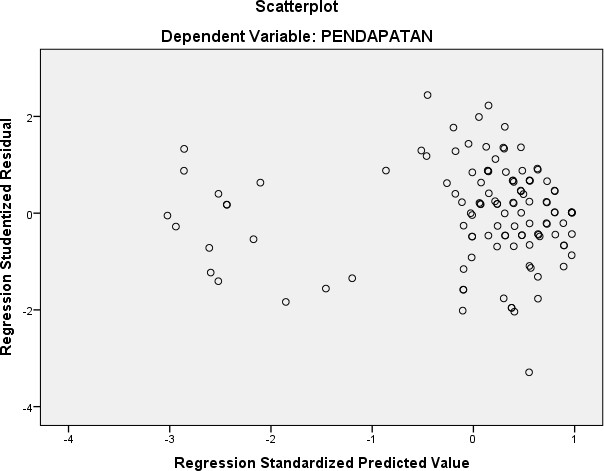 Scatterplot
Dependent Variable: PENDAPATAN
Regression Studentized Residual
2
0
-2
-4
-4
-3
-2
-1
0
1
Regression Standardized Predicted Value